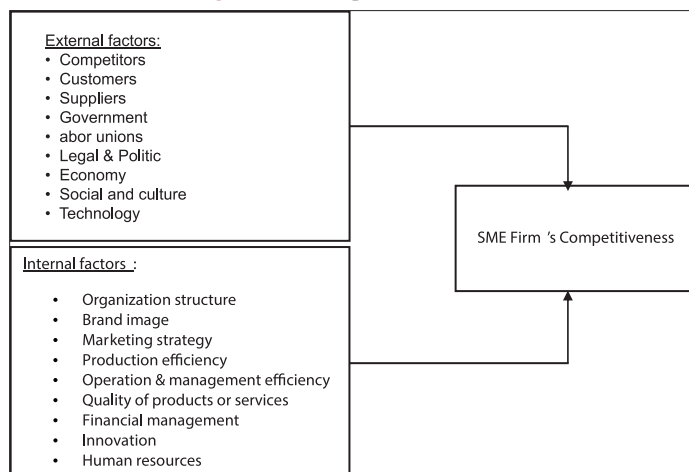 External factors:
• Competitors
• Customers
• Suppliers
• Government
• abor unions
• Legal & Politic
• Economy
• Social and culture
• Technology
SME Firm 's Competitiveness
Internal factors :
• Organization structure
• Brand image
• Marketing strategy
• Production efficiency
• Operation & management efficiency
• Quality of products or services
• Financial management
• Innovation
• Human resources